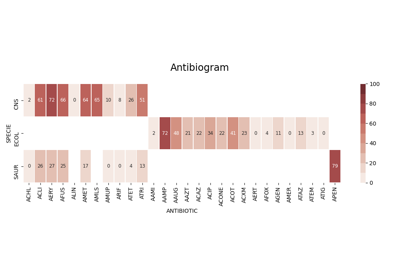 Antibiogram
CNS 2 61 72 66 0 64 65 10 8 26 51
ECOL 2 72 48 21 22 34 22 41 23 0 4 11 0 13 3 0
SAUR 0 26 27 25 17 0 0 4 13 79
SPECIE
ACHL ACLI AERY AFUS ALIN AMET AMLS AMUP ARIF ATET ATRI AAMI AAMP AAUG AAZT ACAZ ACIP ACOME ACOT ACXM AERT AFOX AGEN AMER ATAZ ATEM ATIG APEN
ANTIBIOTIC
100
80
60
40
20
0